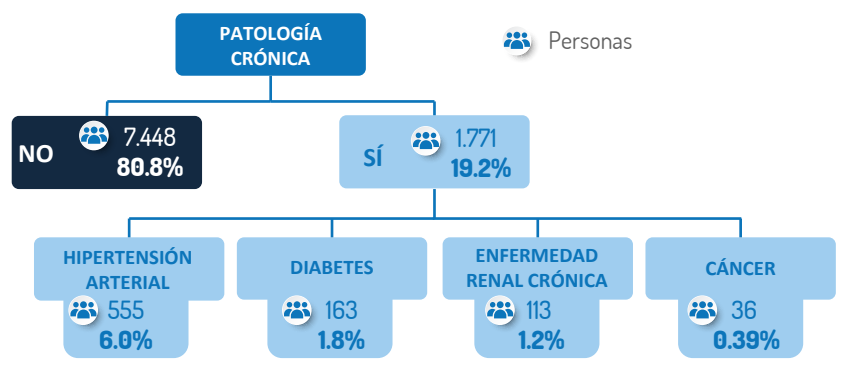 PATOLOGÍA
CRÓNICA
Personas
NO
7.448
80.8%
SÍ
1.771
19.2%
HIPERTENSIÓN
ARTERIAL
555
6.0%
DIABETES
163
1.8%
ENFERMEDAD
RENAL CRÓNICA
113
1.2%
CÁNCER
36
0.39%